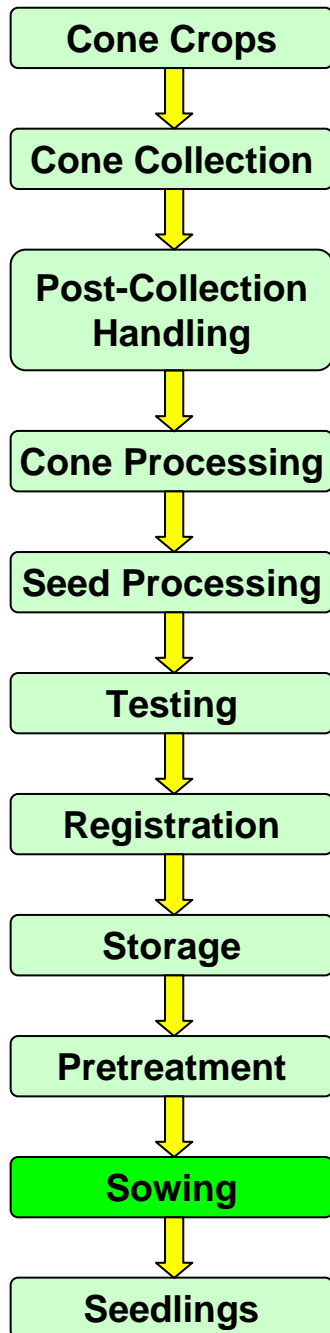 Cone Crops
Cone Collection
Post-Collection
Handling
Cone Processing
Seed Processing
Testing
Registration
Storage
Pretreatment
Sowing
Seedlings